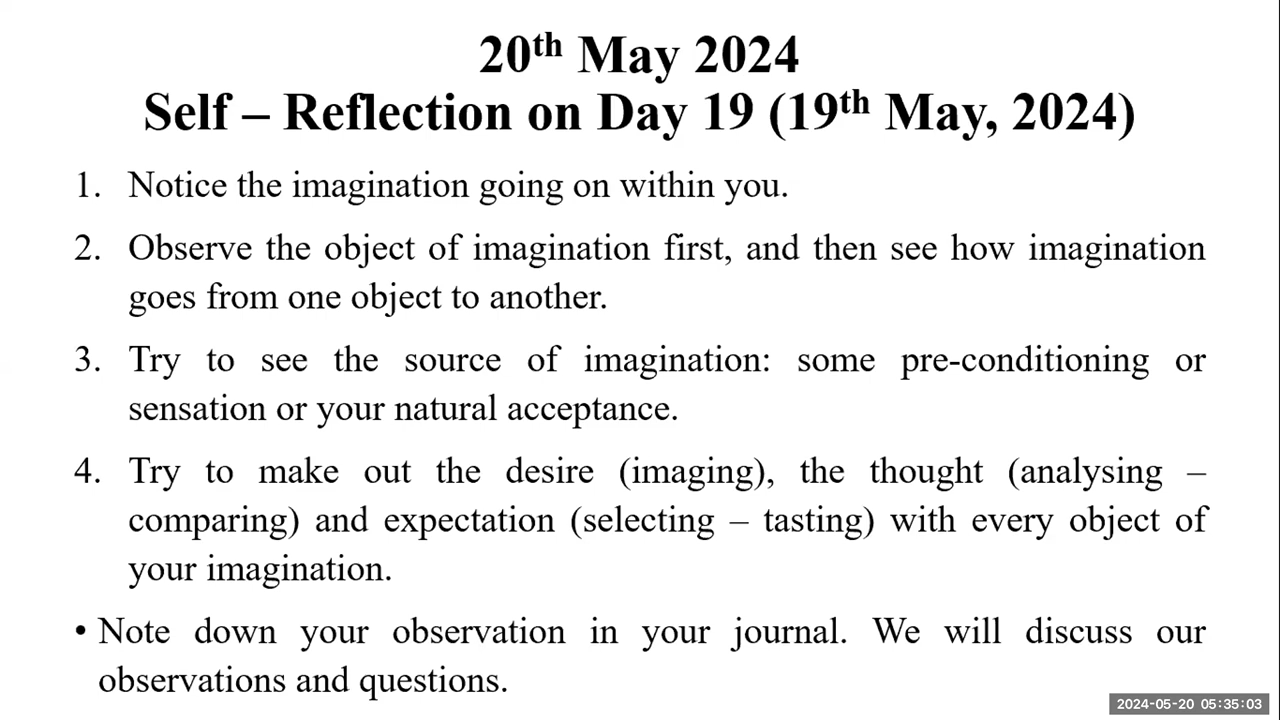 20th May 2024
Self – Reflection on Day 19 (19th May, 2024)
1. Notice the imagination going on within you.
2. Observe the object of imagination first, and then see how imagination
goes from one object to another.
3. Try to see the source of imagination: some pre-conditioning or
sensation or your natural acceptance.
4. Try to make out the desire (imaging), the thought (analysing –
comparing) and expectation (selecting – tasting) with every object of
your imagination.
• Note down your observation in your journal. We will discuss our
observations and questions.
2024-05-20 05:35:03